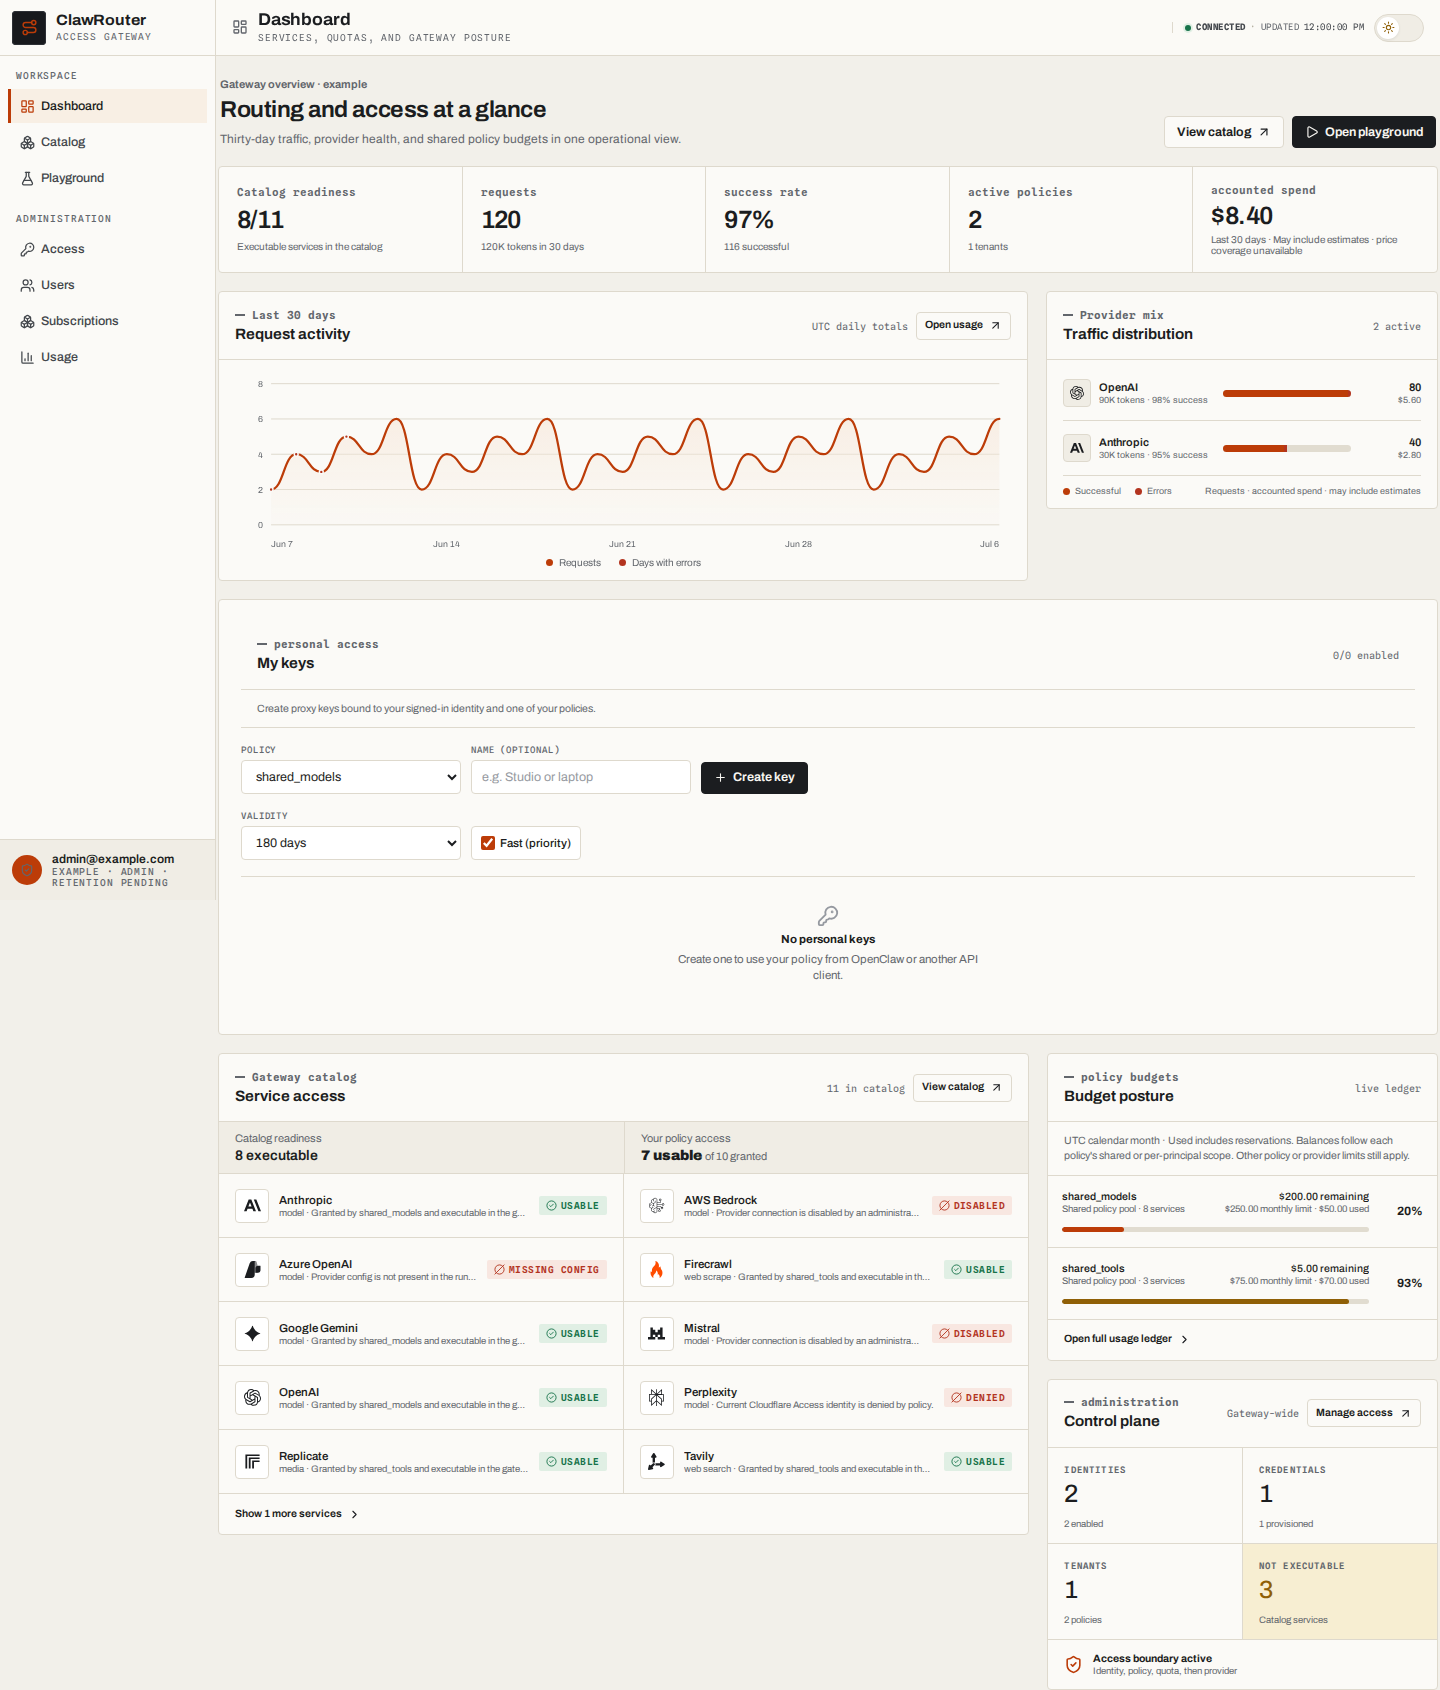 ClawRouter
ACCESS GATEWAY
WORKSPACE
Dashboard
Catalog
Playground
ADMINISTRATION
Access
Users
Subscriptions
Usage
admin@example.com
EXAMPLE · ADMIN ·
RETENTION PENDING
Dashboard
SERVICES, QUOTAS, AND GATEWAY POSTURE
CONNECTED · UPDATED 12:00:00 PM
Gateway overview · example
Routing and access at a glance
Thirty-day traffic, provider health, and shared policy budgets in one operational view.
View catalog
Open playground
Catalog readiness
8/11
Executable services in the catalog
requests
120
120K tokens in 30 days
success rate
97%
116 successful
active policies
2
1 tenants
accounted spend
$8.40
Last 30 days · May include estimates · price
coverage unavailable
Last 30 days
Request activity
UTC daily totals
Open usage
8
6
4
2
0
Jun 7
Jun 14
Jun 21
Jun 28
Jul 6
Requests
Days with errors
Provider mix
Traffic distribution
2 active
OpenAI
90K tokens · 98% success
80
$5.60
Anthropic
30K tokens · 95% success
40
$2.80
Successful
Errors
Requests · accounted spend · may include estimates
personal access
My keys
0/0 enabled
Create proxy keys bound to your signed-in identity and one of your policies.
POLICY
shared_models
NAME (OPTIONAL)
e.g. Studio or laptop
Create key
VALIDITY
180 days
Fast (priority)
No personal keys
Create one to use your policy from OpenClaw or another API
client.
Gateway catalog
Service access
11 in catalog
View catalog
Catalog readiness
8 executable
Your policy access
7 usable of 10 granted
Anthropic
model · Granted by shared_models and executable in the g...
USABLE
AWS Bedrock
model · Provider connection is disabled by an administra...
DISABLED
Azure OpenAI
model · Provider config is not present in the run...
MISSING CONFIG
Firecrawl
web scrape · Granted by shared_tools and executable in th...
USABLE
Google Gemini
model · Granted by shared_models and executable in the g...
USABLE
Mistral
model · Provider connection is disabled by an administra...
DISABLED
OpenAI
model · Granted by shared_models and executable in the g...
USABLE
Perplexity
model · Current Cloudflare Access identity is denied by policy.
DENIED
Replicate
media · Granted by shared_tools and executable in the gate...
USABLE
Tavily
web search · Granted by shared_tools and executable in th...
USABLE
Show 1 more services
policy budgets
Budget posture
live ledger
UTC calendar month · Used includes reservations. Balances follow each
policy's shared or per-principal scope. Other policy or provider limits still apply.
shared_models
Shared policy pool · 8 services
$200.00 remaining
$250.00 monthly limit · $50.00 used
20%
shared_tools
Shared policy pool · 3 services
$5.00 remaining
$75.00 monthly limit · $70.00 used
93%
Open full usage ledger
administration
Control plane
Gateway-wide
Manage access
IDENTITIES
2
2 enabled
CREDENTIALS
1
1 provisioned
TENANTS
1
2 policies
NOT EXECUTABLE
3
Catalog services
Access boundary active
Identity, policy, quota, then provider